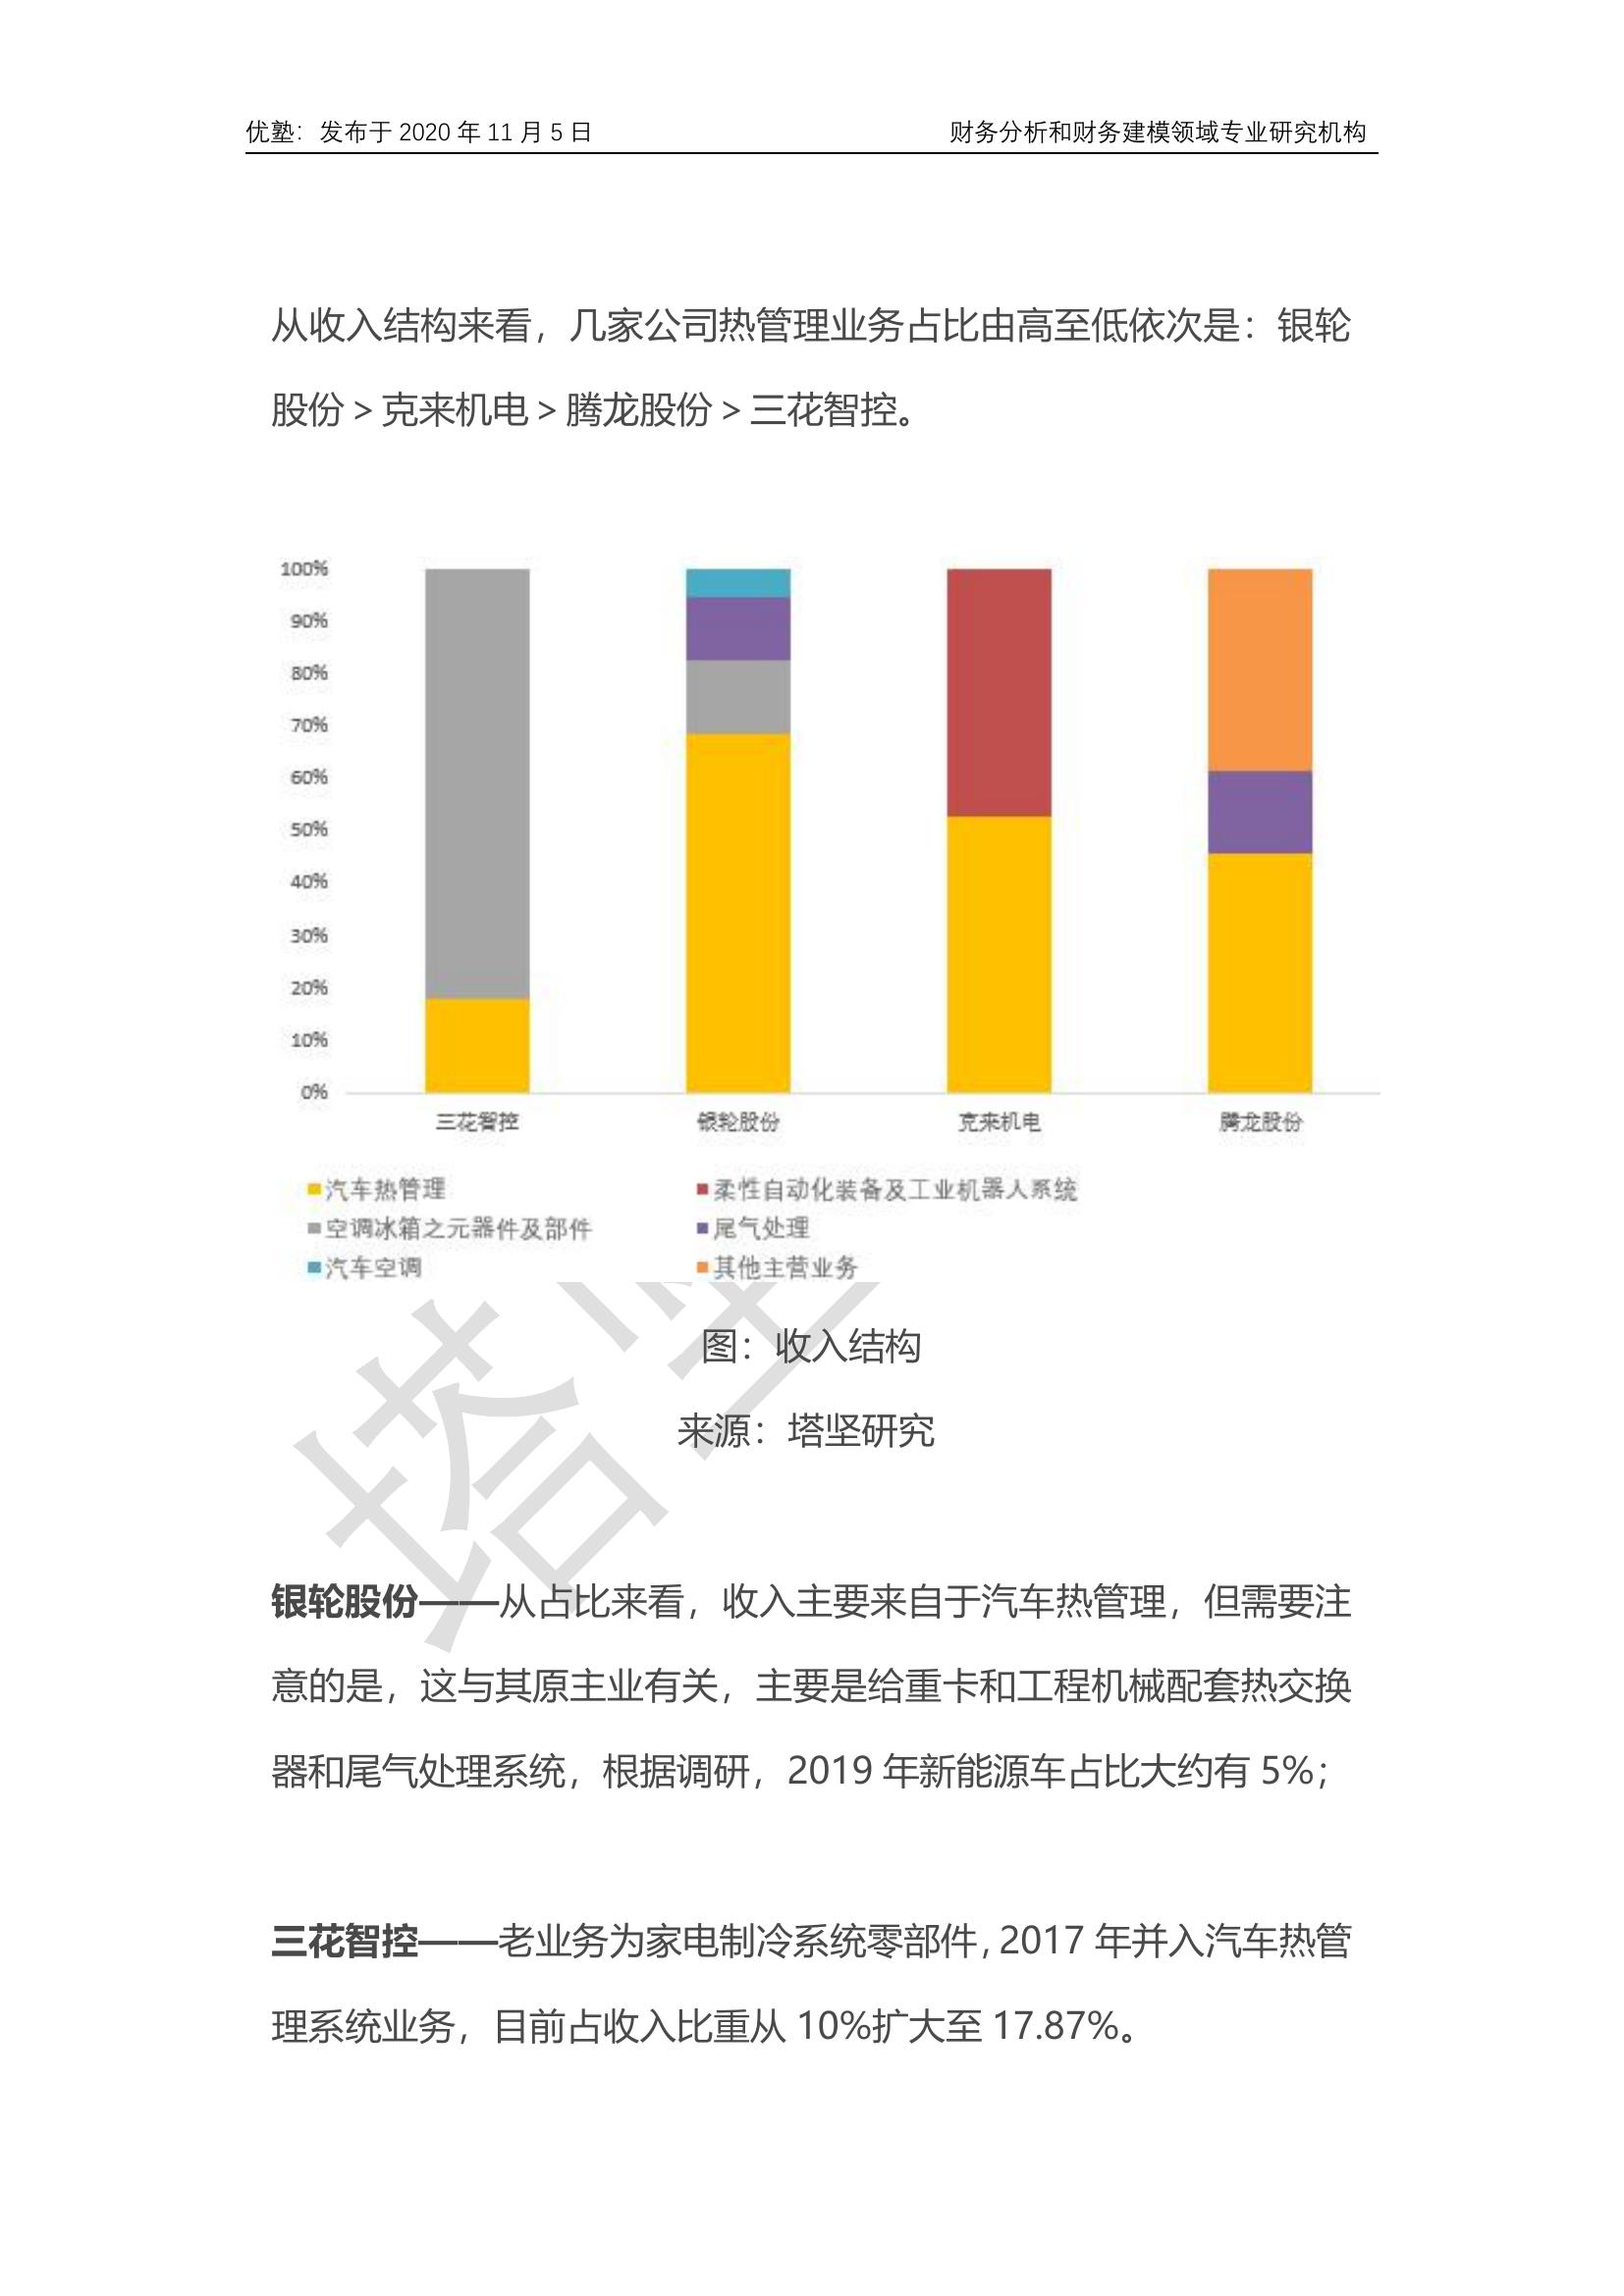 优塾：发布于 2020 年 11 月 5 日 财务分析和财务建模领域专业研究机构
从收入结构来看，几家公司热管理业务占比由高至低依次是：银轮
股份 > 克来机电 > 腾龙股份 > 三花智控。
100%
90%
80%
70%
60%
50%
40%
30%
20%
10%
0%
三花智控 银轮股份 克来机电 腾龙股份
汽车热管理 柔性自动化装备及工业机器人系统
空调冰箱之元器件及部件 尾气处理
汽车空调 其他主营业务
图：收入结构
来源：塔坚研究
银轮股份——从占比来看，收入主要来自于汽车热管理，但需要注
意的是，这与其原主业有关，主要是给重卡和工程机械配套热交换
器和尾气处理系统，根据调研，2019 年新能源车占比大约有 5%；
三花智控——老业务为家电制冷系统零部件，2017 年并入汽车热管
理系统业务，目前占收入比重从 10%扩大至 17.87%。
塔坚